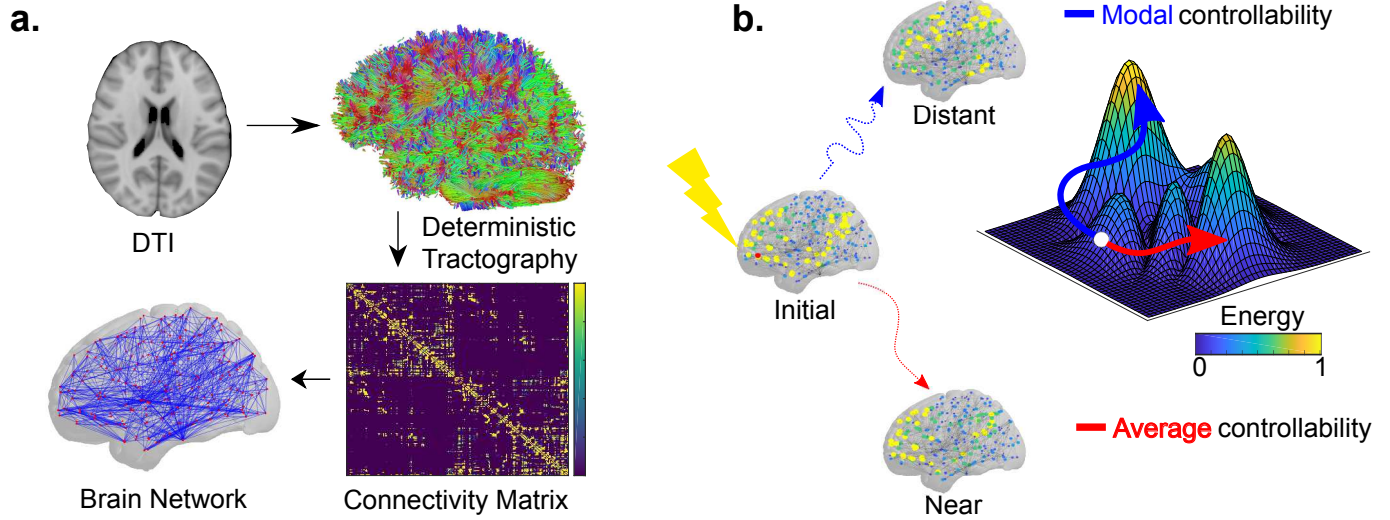 a.
DTI
Deterministic
Tractography
Brain Network
Connectivity Matrix
b.
Modal controllability
Distant
Initial
Energy
0 1
Average controllability
Near